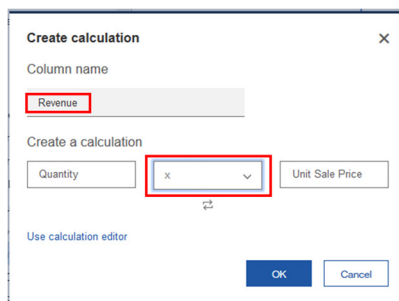 Create calculation
Column name
Revenue
Create a calculation
Quantity
x
Unit Sale Price
Use calculation editor
OK
Cancel